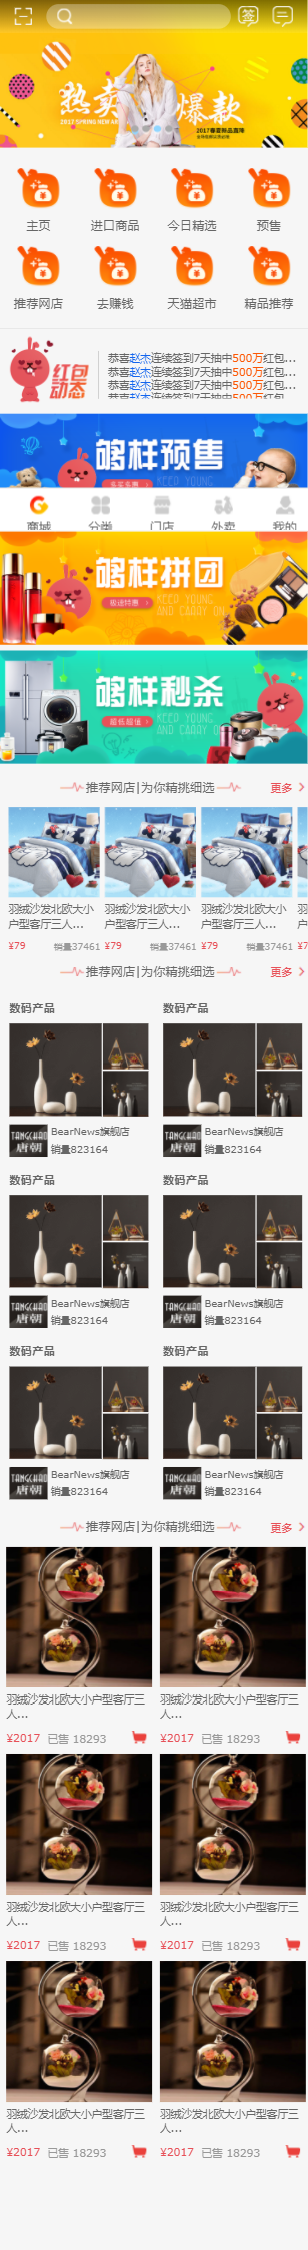 签
热卖 爆款
2017 SPRING NEW
2017春夏新品直降
主页 进口商品 今日精选 预售
推荐网店 去赚钱 天猫超市 精品推荐
红包
动态
恭喜赵杰连续签到7天抽中500万红包...
恭喜赵杰连续签到7天抽中500万红包...
恭喜赵杰连续签到7天抽中500万红包...
恭喜赵杰连续签到7天抽中500万红包
够样预售
KEEP YOUNG
商城 分类 门店 外卖 我的
够样拼团
极速特惠
KEEP YOUNG
AND CARRY ON
够样秒杀
超低超值
KEEP YOUNG
AND CARRY ON
推荐网店|为你精挑细选 更多
羽绒沙发北欧大小户型客厅三人... 羽绒沙发北欧大小户型客厅三人... 羽绒沙发北欧大小户型客厅三人...
¥79 销量37461 ¥79 销量37461 ¥79 销量37461 ¥7
推荐网店|为你精挑细选 更多
数码产品 数码产品
TANGCHAO 唐朝 BearNews旗舰店 TANGCHAO 唐朝 BearNews旗舰店
销量823164 销量823164
数码产品 数码产品
TANGCHAO 唐朝 BearNews旗舰店 TANGCHAO 唐朝 BearNews旗舰店
销量823164 销量823164
数码产品 数码产品
TANGCHAO 唐朝 BearNews旗舰店 TANGCHAO 唐朝 BearNews旗舰店
销量823164 销量823164
推荐网店|为你精挑细选 更多
羽绒沙发北欧大小户型客厅三人... 羽绒沙发北欧大小户型客厅三人...
¥2017 已售 18293 ¥2017 已售 18293
羽绒沙发北欧大小户型客厅三人... 羽绒沙发北欧大小户型客厅三人...
¥2017 已售 18293 ¥2017 已售 18293
羽绒沙发北欧大小户型客厅三人... 羽绒沙发北欧大小户型客厅三人...
¥2017 已售 18293 ¥2017 已售 18293